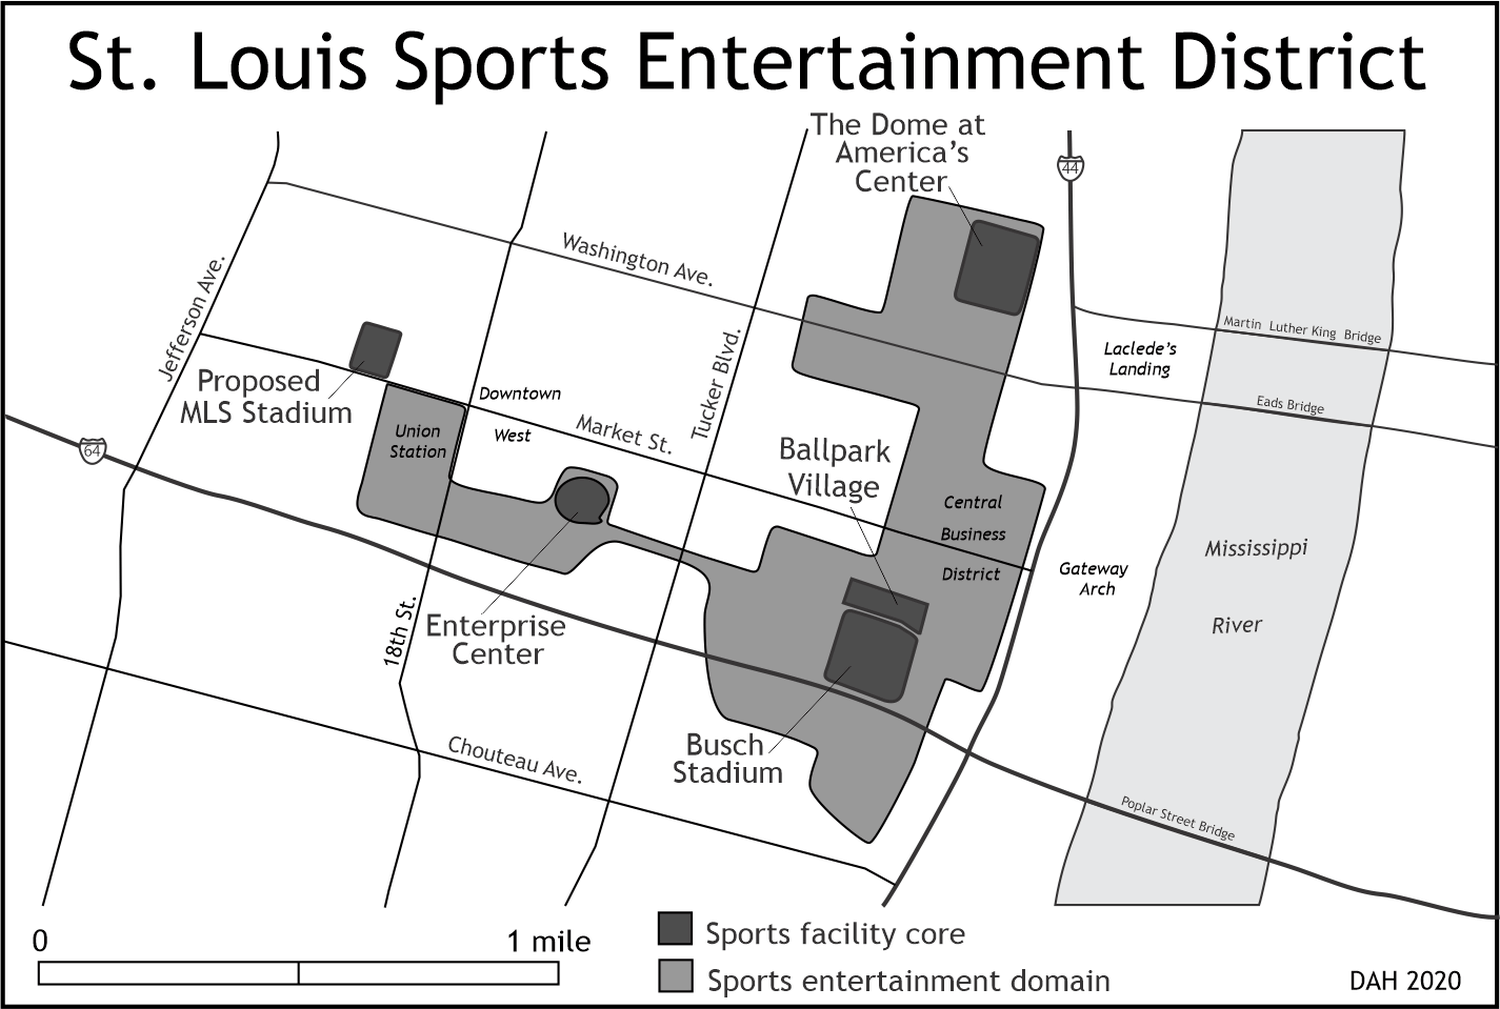 St. Louis Sports Entertainment District
The Dome at
America's
Center
44
Washington Ave.
Jefferson Ave.
Martin Luther King Bridge
Laclede's
Landing
Tucker Blvd.
Proposed
MLS Stadium
Downtown
West
Eads Bridge
Union
Station
Market St.
64
Ballpark
Village
Central
Business
District
Mississippi
River
Gateway
Arch
18th St.
Enterprise
Center
Chouteau Ave.
Busch
Stadium
Poplar Street Bridge
0
1 mile
Sports facility core
Sports entertainment domain
DAH 2020